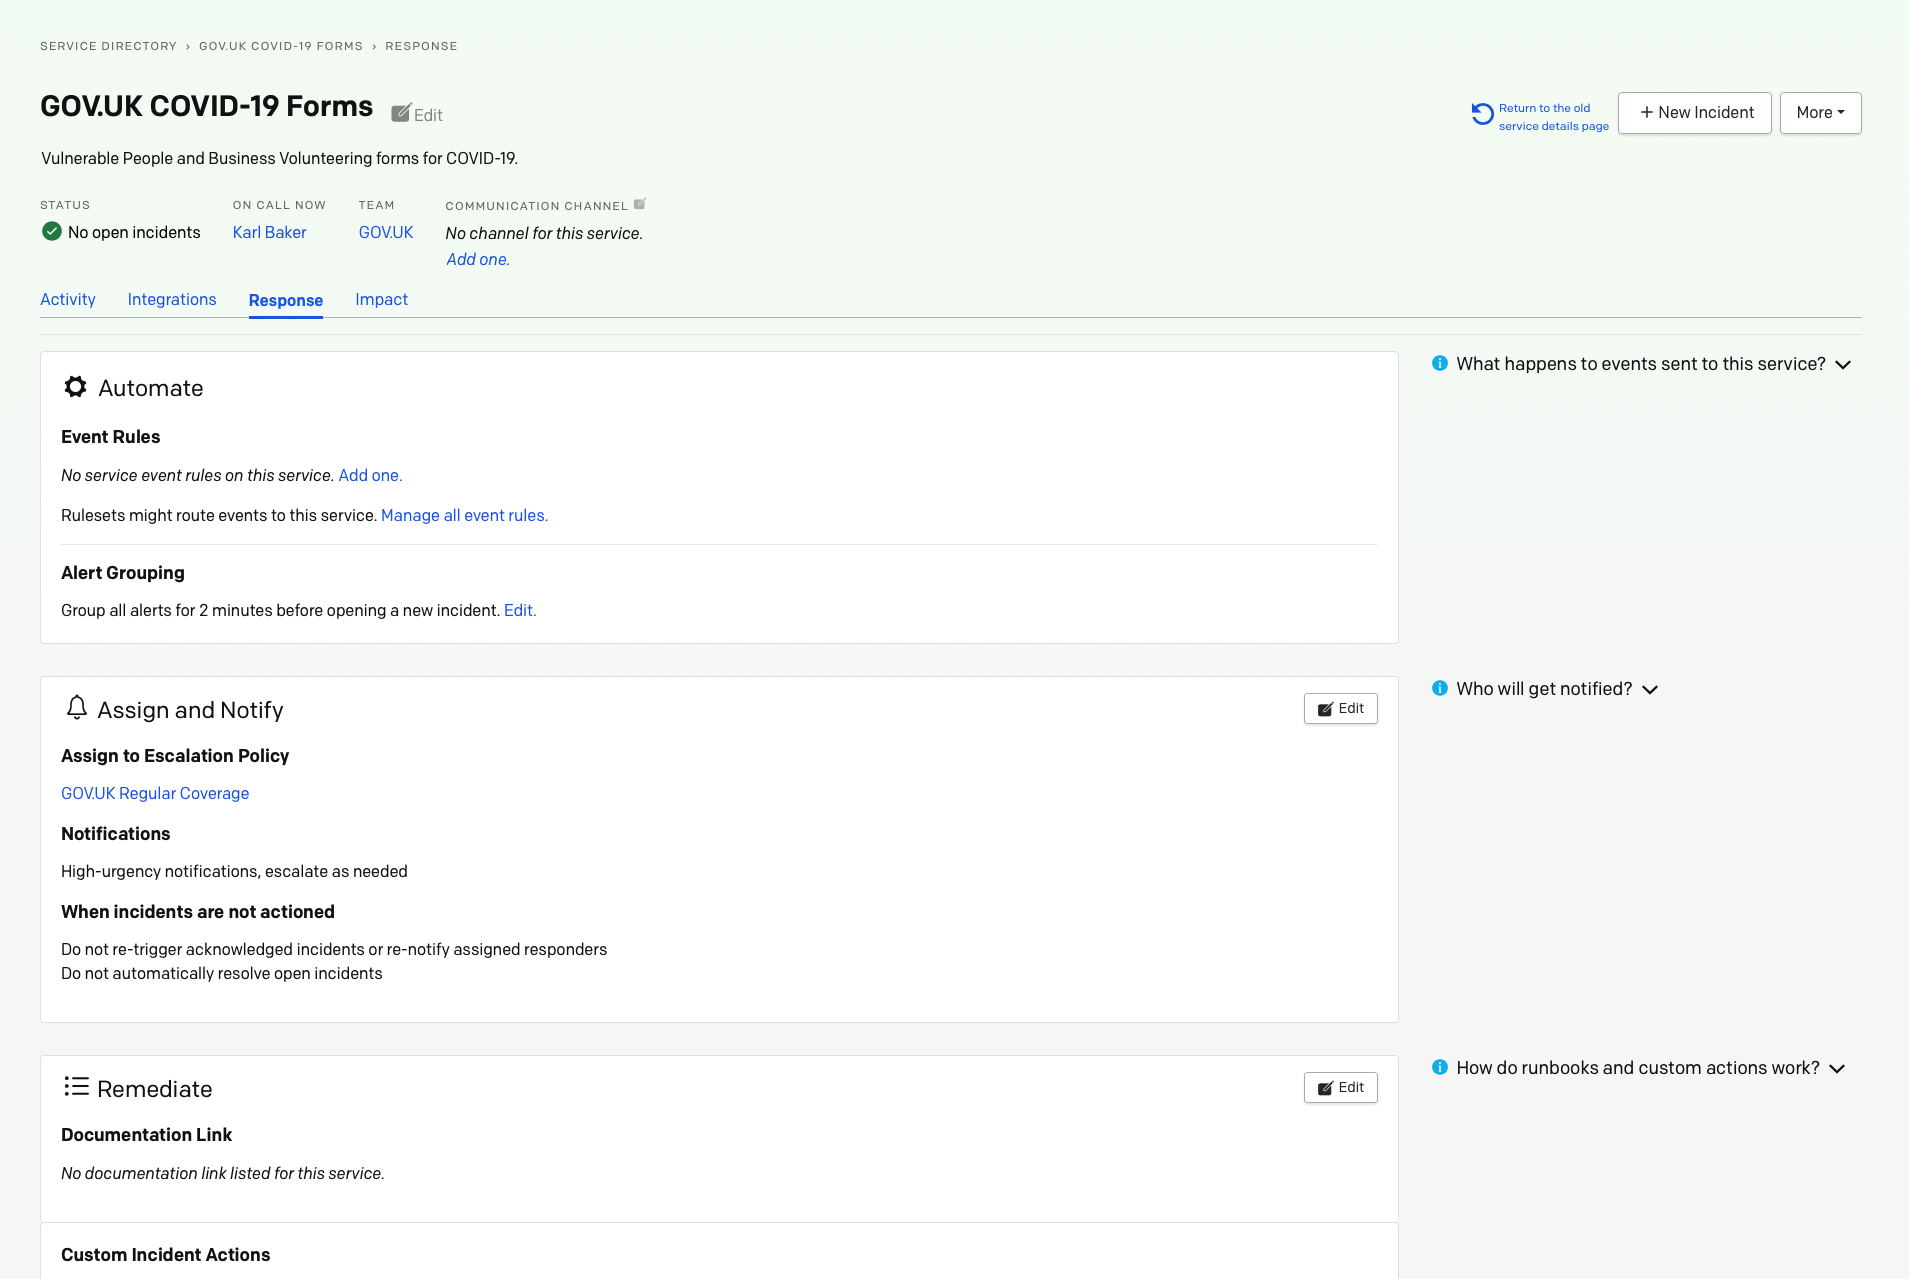 SERVICE DIRECTORY › GOV.UK COVID-19 FORMS › RESPONSE
GOV.UK COVID-19 Forms Edit
Return to the old
service details page
+ New Incident
More
Vulnerable People and Business Volunteering forms for COVID-19.
STATUS
No open incidents
ON CALL NOW
Karl Baker
TEAM
GOV.UK
COMMUNICATION CHANNEL
No channel for this service.
Add one.
Activity Integrations Response Impact
Automate
Event Rules
No service event rules on this service. Add one.
Rulesets might route events to this service. Manage all event rules.
Alert Grouping
Group all alerts for 2 minutes before opening a new incident. Edit.
What happens to events sent to this service?
Assign and Notify
Edit
Assign to Escalation Policy
GOV.UK Regular Coverage
Notifications
High-urgency notifications, escalate as needed
When incidents are not actioned
Do not re-trigger acknowledged incidents or re-notify assigned responders
Do not automatically resolve open incidents
Who will get notified?
Remediate
Edit
Documentation Link
No documentation link listed for this service.
Custom Incident Actions
How do runbooks and custom actions work?